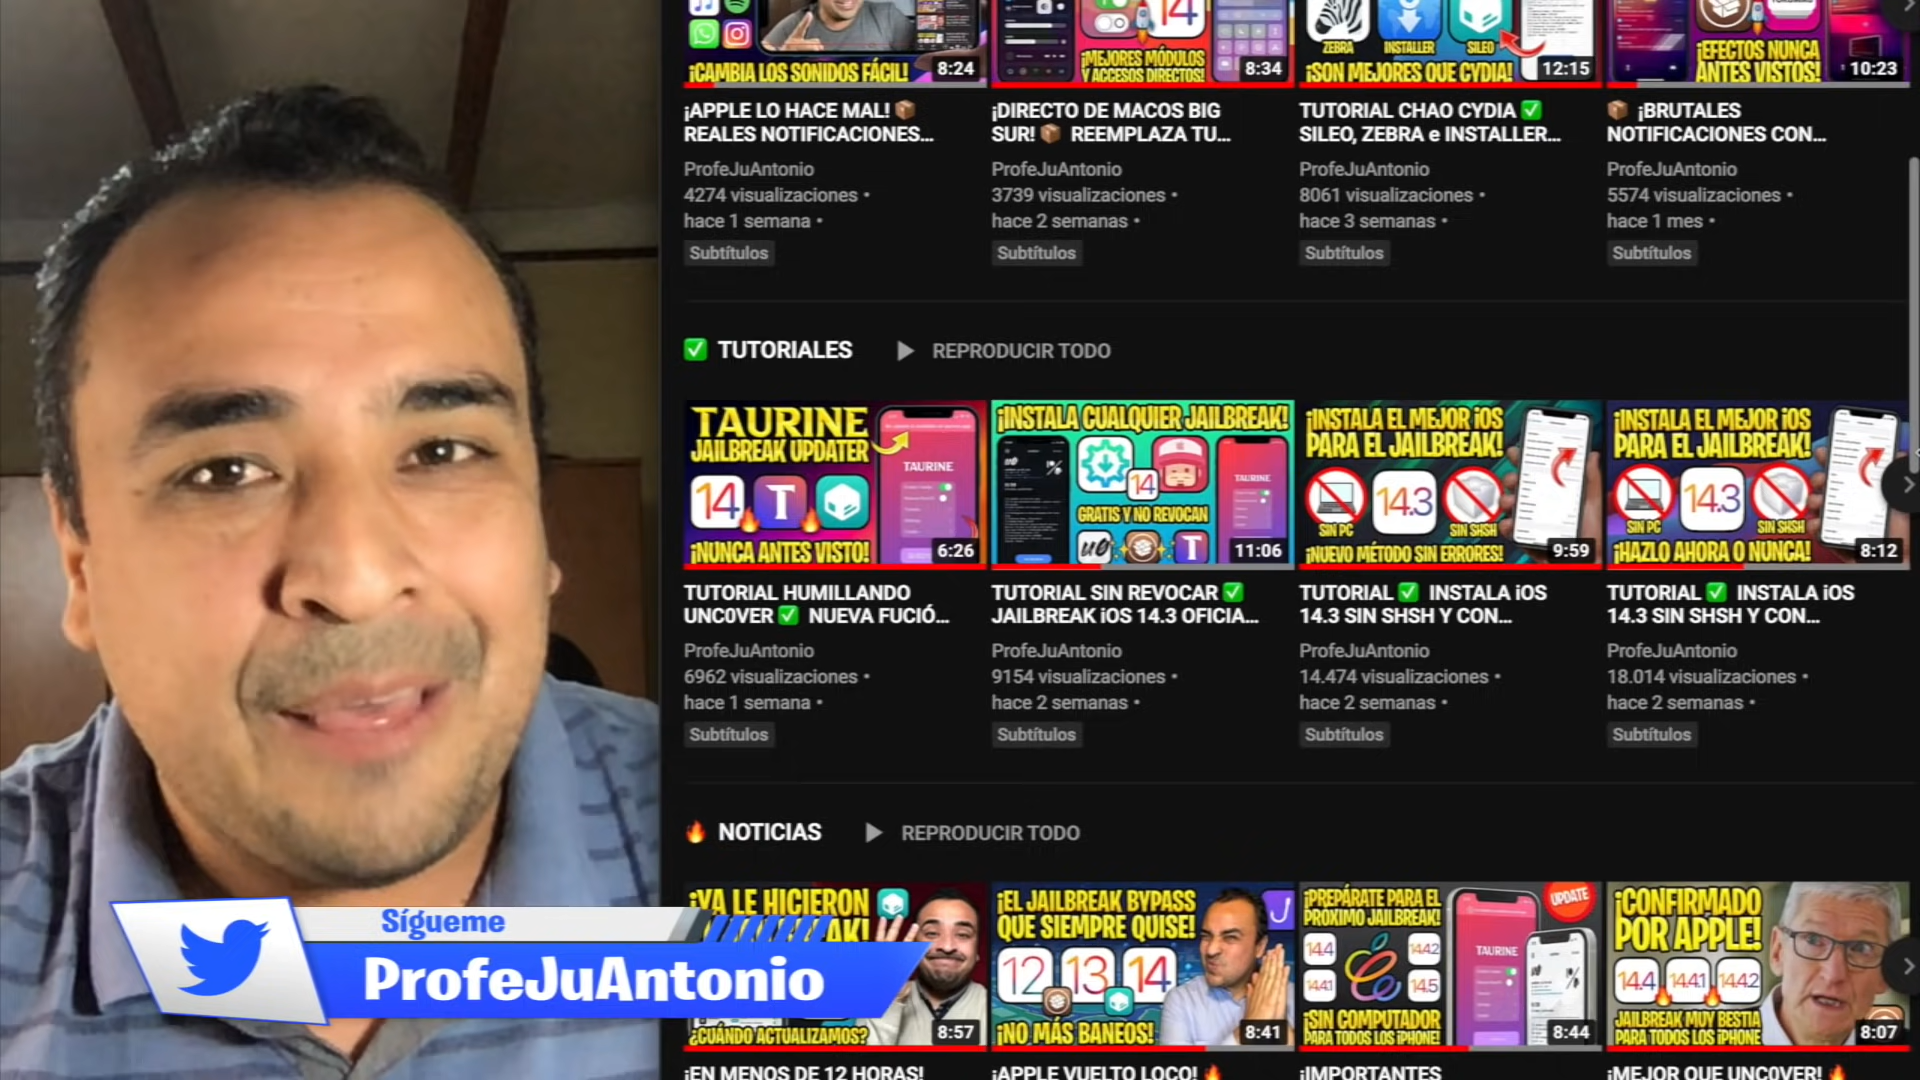 ¡CAMBIA LOS SONIDOS FÁCIL!
8:24
14
¡MEJORES MÓDULOS
Y ACCESOS DIRECTOS!
8:34
ZEBRA
INSTALLER
SILEO
¡SON MEJORES QUE CYDIA!
12:15
¡EFECTOS NUNCA
ANTES VISTOS!
10:23
¡APPLE LO HACE MAL! 📦
REALES NOTIFICACIONES...
ProfeJuAntonio
4274 visualizaciones •
hace 1 semana •
Subtítulos
¡DIRECTO DE MACOS BIG
SUR! 📦 REEMPLAZA TU...
ProfeJuAntonio
3739 visualizaciones •
hace 2 semanas •
Subtítulos
TUTORIAL CHAO CYDIA ✅
SILEO, ZEBRA e INSTALLER...
ProfeJuAntonio
8061 visualizaciones •
hace 3 semanas •
Subtítulos
📦 ¡BRUTALES
NOTIFICACIONES CON...
ProfeJuAntonio
5574 visualizaciones •
hace 1 mes •
Subtítulos
✅ TUTORIALES ▶ REPRODUCIR TODO
TAURINE
JAILBREAK UPDATER
TAURINE
14
T
¡NUNCA ANTES VISTO!
6:26
¡INSTALA CUALQUIER JAILBREAK!
14
TAURINE
GRATIS Y NO REVOCAN
u0
T
11:06
¡INSTALA EL MEJOR iOS
PARA EL JAILBREAK!
14.3
SIN PC
SIN SHSH
¡NUEVO MÉTODO SIN ERRORES!
9:59
¡INSTALA EL MEJOR iOS
PARA EL JAILBREAK!
14.3
SIN PC
SIN SHSH
¡HAZLO AHORA O NUNCA!
8:12
TUTORIAL HUMILLANDO
UNC0VER ✅ NUEVA FUCIÓ...
ProfeJuAntonio
6962 visualizaciones •
hace 1 semana •
Subtítulos
TUTORIAL SIN REVOCAR ✅
JAILBREAK iOS 14.3 OFICIA...
ProfeJuAntonio
9154 visualizaciones •
hace 2 semanas •
Subtítulos
TUTORIAL ✅ INSTALA iOS
14.3 SIN SHSH Y CON...
ProfeJuAntonio
14.474 visualizaciones •
hace 2 semanas •
Subtítulos
TUTORIAL ✅ INSTALA iOS
14.3 SIN SHSH Y CON...
ProfeJuAntonio
18.014 visualizaciones •
hace 2 semanas •
Subtítulos
🔥 NOTICIAS ▶ REPRODUCIR TODO
¡YA LE HICIERON
¿CUÁNDO ACTUALIZAMOS?
8:57
¡EL JAILBREAK BYPASS
QUE SIEMPRE QUISE!
12 13 14
¡NO MÁS BANEOS!
8:41
¡PREPÁRATE PARA EL
PRÓXIMO JAILBREAK!
UPDATE
14.4
14.4.2
14.4.1
14.5
TAURINE
¡SIN COMPUTADOR
PARA TODOS LOS iPHONE!
8:44
¡CONFIRMADO
POR APPLE!
14.4
14.4.1
14.4.2
JAILBREAK MUY BESTIA
PARA TODOS LOS iPHONE
8:07
Sígueme
ProfeJuAntonio
¡EN MENOS DE 12 HORAS!
¡APPLE VUELTO LOCO! 🔥
¡IMPORTANTES
¡MEJOR QUE UNC0VER! 🔥